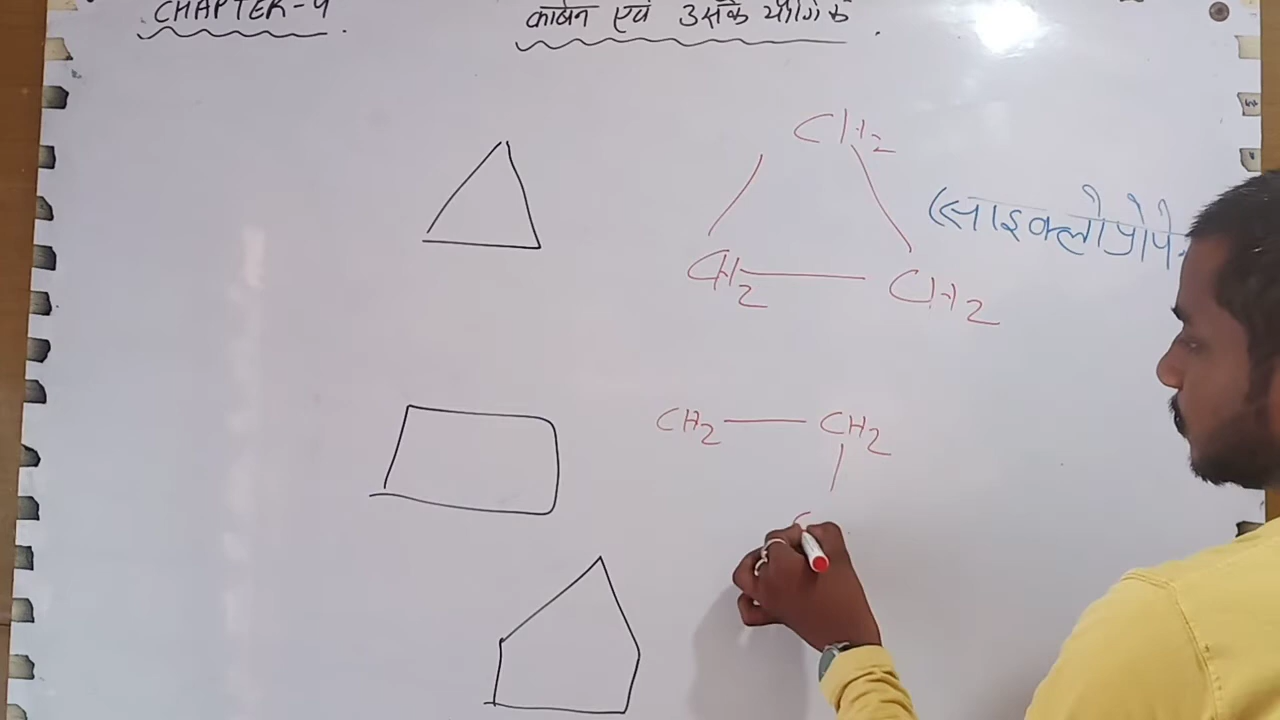 CHAPTER-4
कार्बन एवं उसके यौगिक
CH2
(साइक्लोप्रोपे
CH2 CH2
CH2 — CH2
C